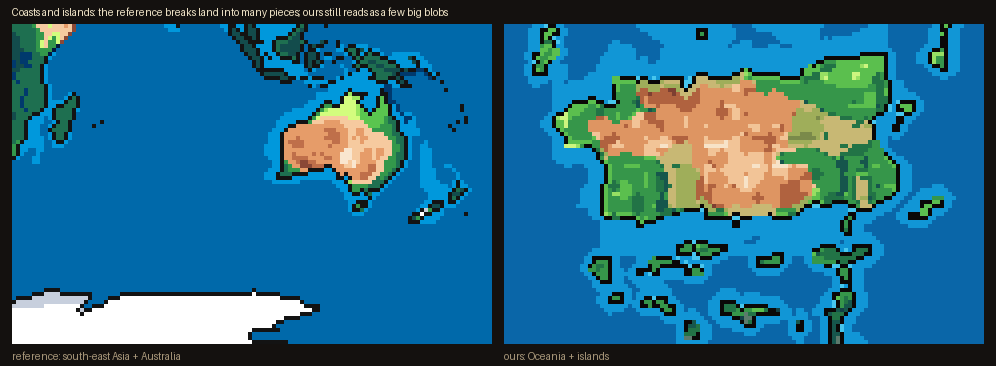 Coasts and islands: the reference breaks land into many pieces; ours still reads as a few big blobs
reference: south-east Asia + Australia
ours: Oceania + islands